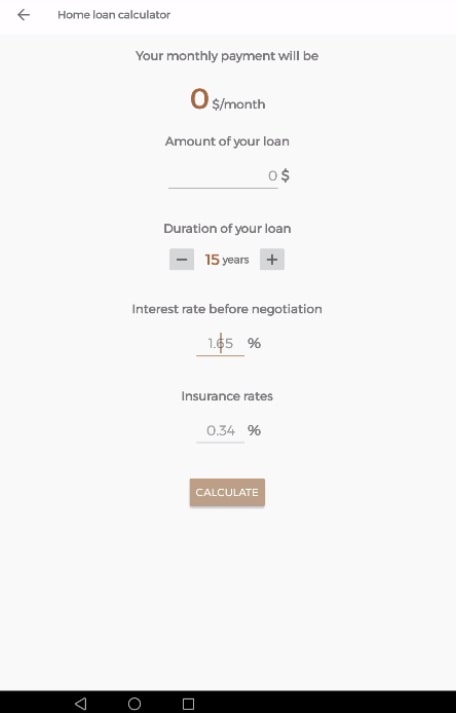 Home loan calculator
Your monthly payment will be
0 $/month
Amount of your loan
0 $
Duration of your loan
− 15 years +
Interest rate before negotiation
1.65 %
Insurance rates
0.34 %
CALCULATE